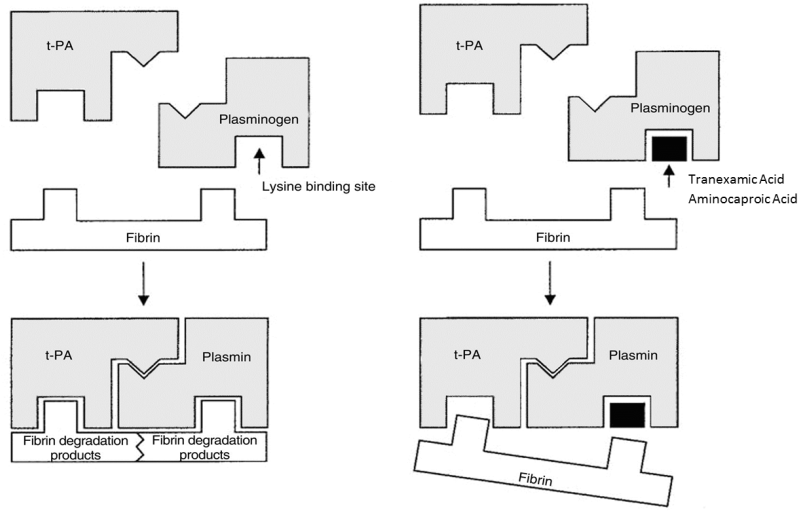 t-PA
Plasminogen
Lysine binding site
Fibrin
t-PA
Plasmin
Fibrin degradation
products
Fibrin degradation
products
t-PA
Plasminogen
Tranexamic Acid
Aminocaproic Acid
Fibrin
t-PA
Plasmin
Fibrin